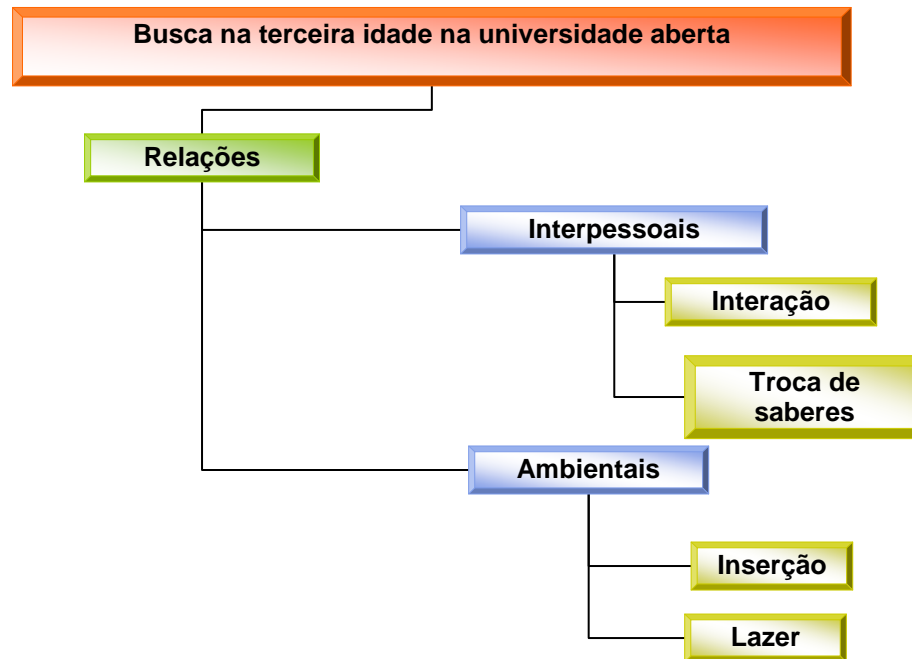 Busca na terceira idade na universidade aberta
Relações
Interpessoais
Interação
Troca de
saberes
Ambientais
Inserção
Lazer